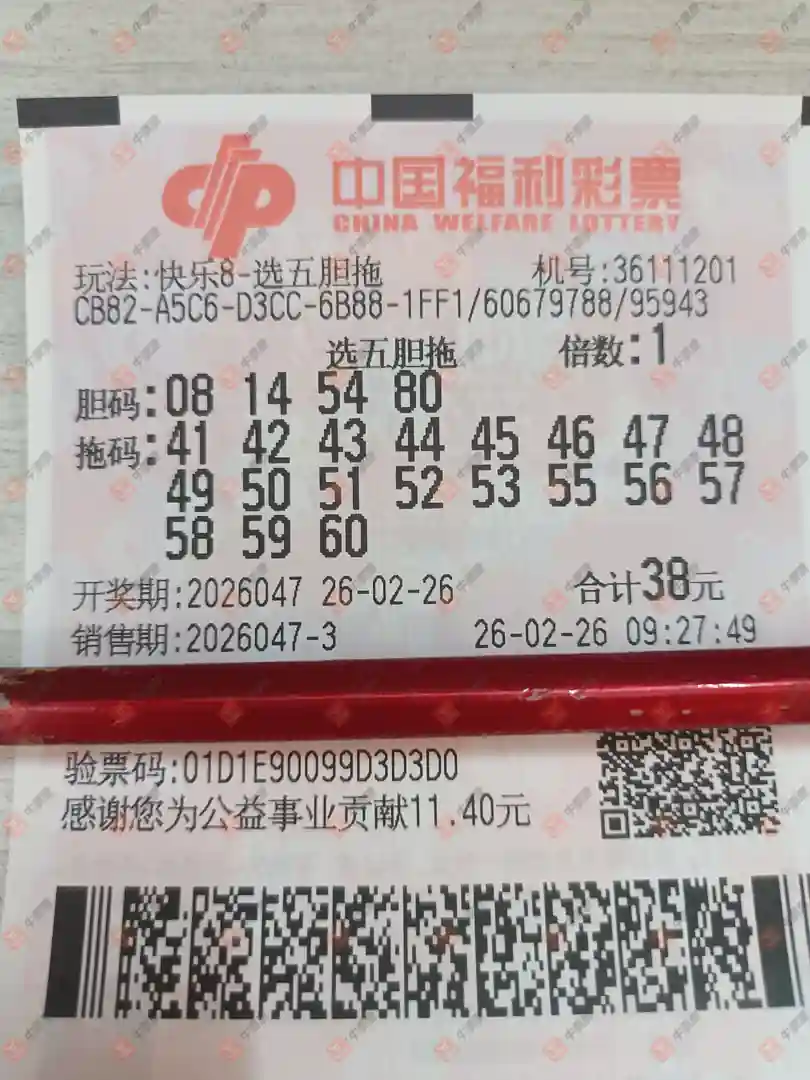 中国福利彩票
CHINA WELFARE LOTTERY
玩法:快乐8-选五胆拖 机号:36111201
CB82-A5C6-D3CC-6B88-1FF1/60679788/95943
选五胆拖 倍数:1
胆码:08 14 54 80
拖码:41 42 43 44 45 46 47 48
49 50 51 52 53 55 56 57
58 59 60
开奖期:2026047 26-02-26 合计38元
销售期:2026047-3 26-02-26 09:27:49
验票码:01D1E90099D3D3D0
感谢您为公益事业贡献11.40元